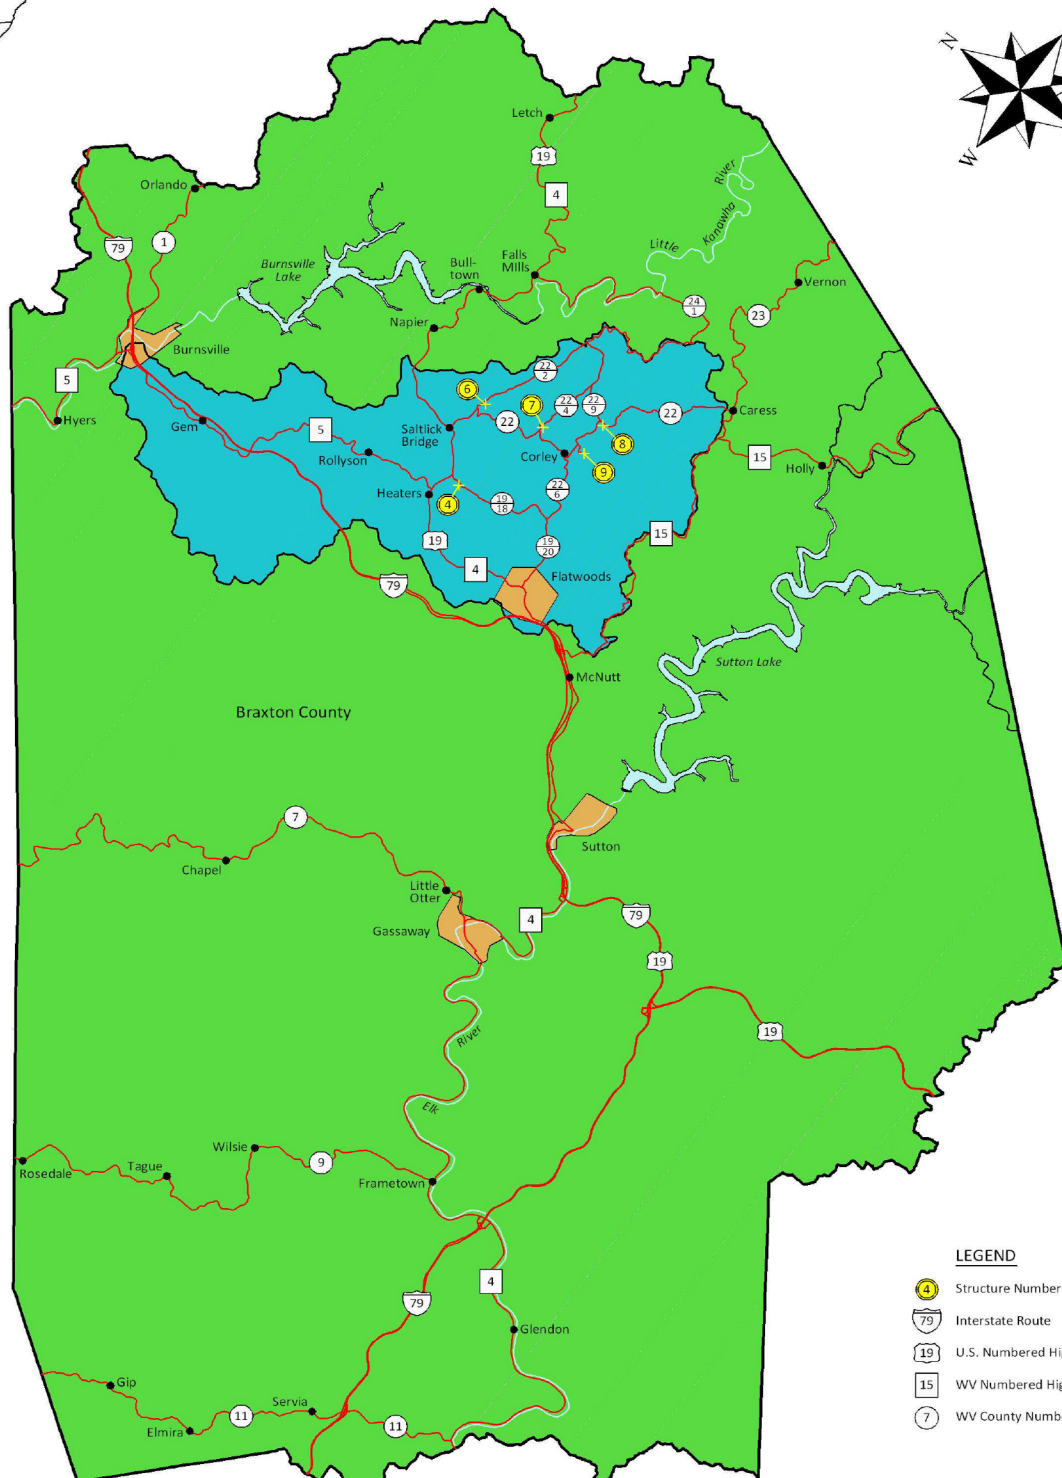 N
W
Letch
19
4
Orlando
79
1
River
Kanawha
Little
Burnsville
Lake
Bull-
town
Falls
Mills
Vernon
24
1
23
Napier
Burnsville
5
Hyers
Gem
5
Rollyson
Saltlick
Bridge
6
22
2
7
22
4
22
9
22
22
8
Caress
Corley
9
15
Holly
Heaters
4
19
18
22
6
19
4
19
20
15
Flatwoods
79
McNutt
Sutton Lake
Braxton County
7
Chapel
Sutton
Little
Otter
Gassaway
4
79
19
19
River
Elk
Wilsie
Rosedale
Tague
9
Frametown
4
79
Glendon
Gip
Servia
11
11
Elmira
LEGEND
4 Structure Number
79 Interstate Route
19 U.S. Numbered
15 WV Numbered
7 WV County